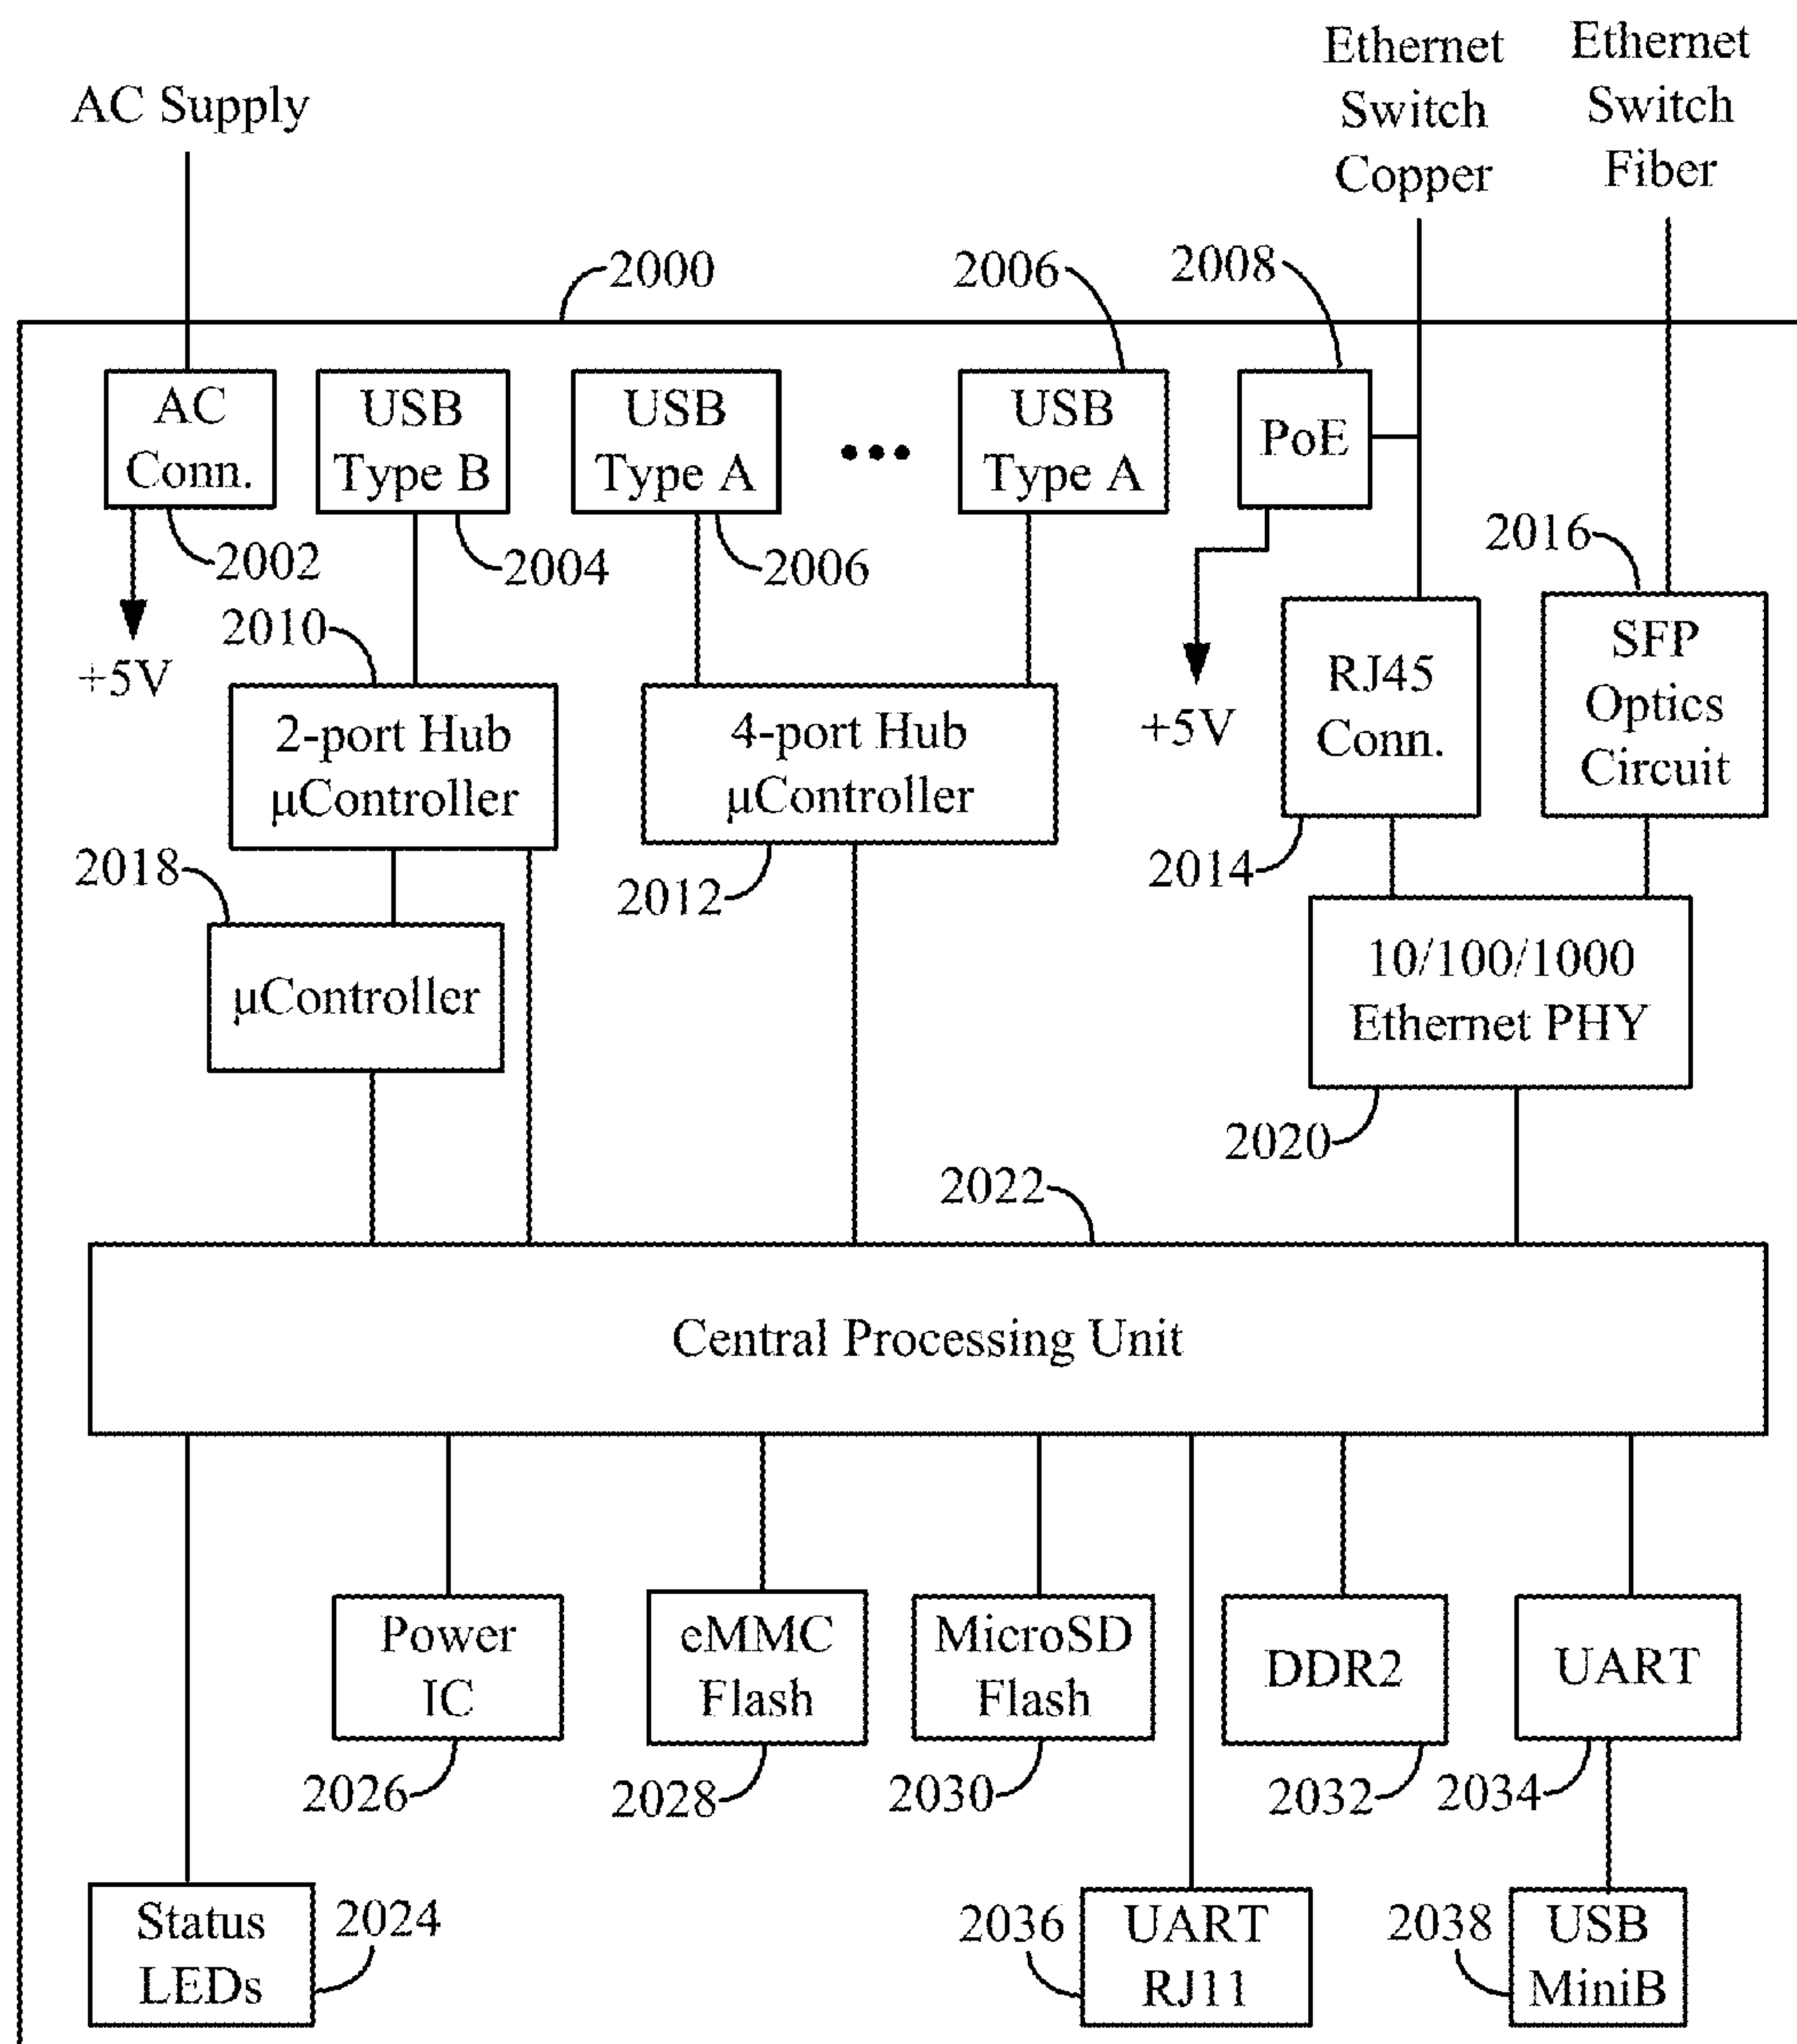 AC Supply
Ethernet
Switch
Copper
Ethernet
Switch
Fiber
2000
2006
2008
AC
Conn.
USB
Type B
USB
Type A
•••
USB
Type A
PoE
2002
2004
2006
2016
+5V
2010
+5V
RJ45
Conn.
SFP
Optics
Circuit
2-port Hub
µController
4-port Hub
µController
2018
2012
2014
µController
10/100/1000
Ethernet PHY
2020
2022
Central Processing Unit
Power
IC
eMMC
Flash
MicroSD
Flash
DDR2
UART
2026
2028
2030
2032
2034
Status
LEDs
2024
2036
UART
RJ11
2038
USB
MiniB